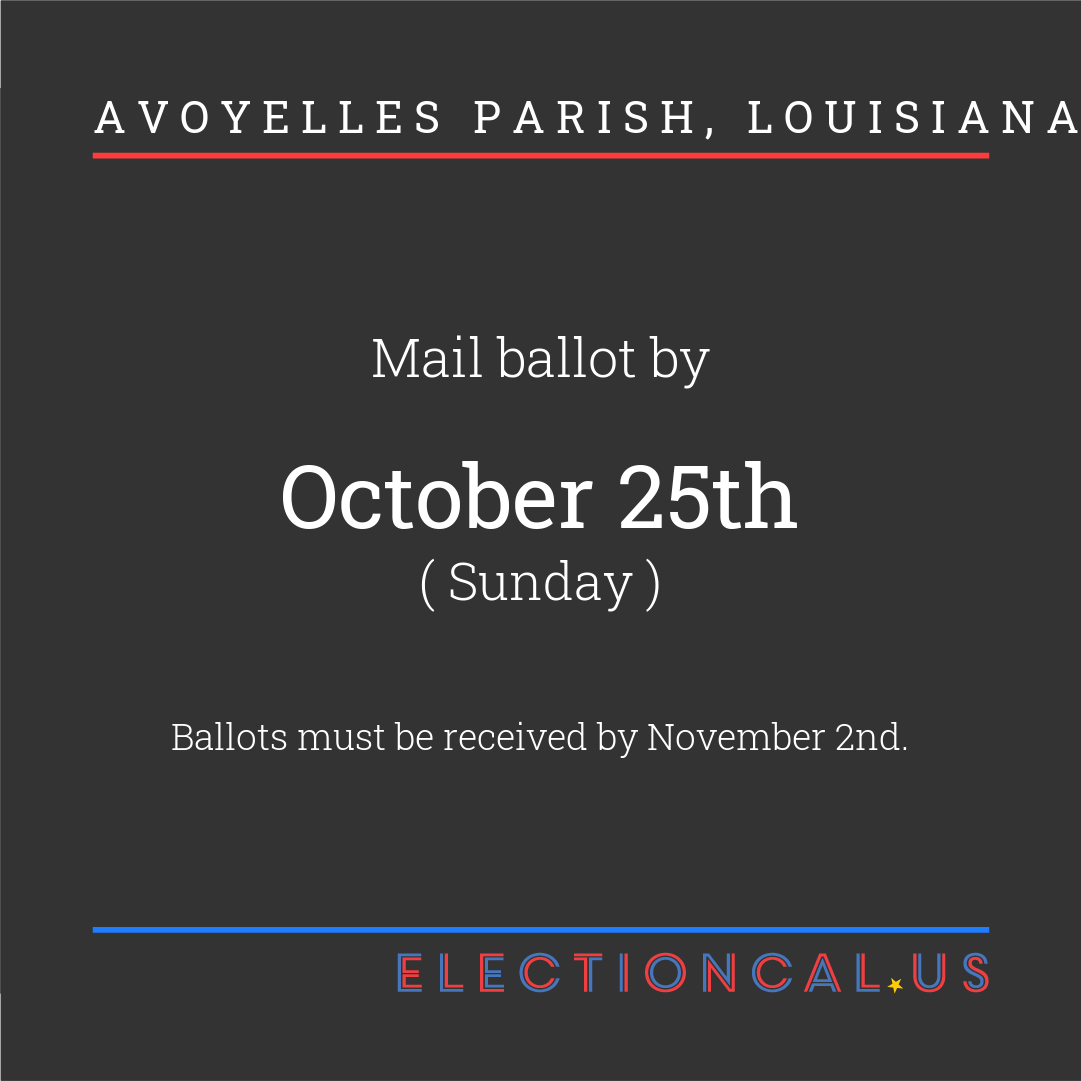 AVOYELLES PARISH, LOUISIANA
Mail ballot by
October 25th
( Sunday )
Ballots must be received by November 2nd.
ELECTIONCAL.US